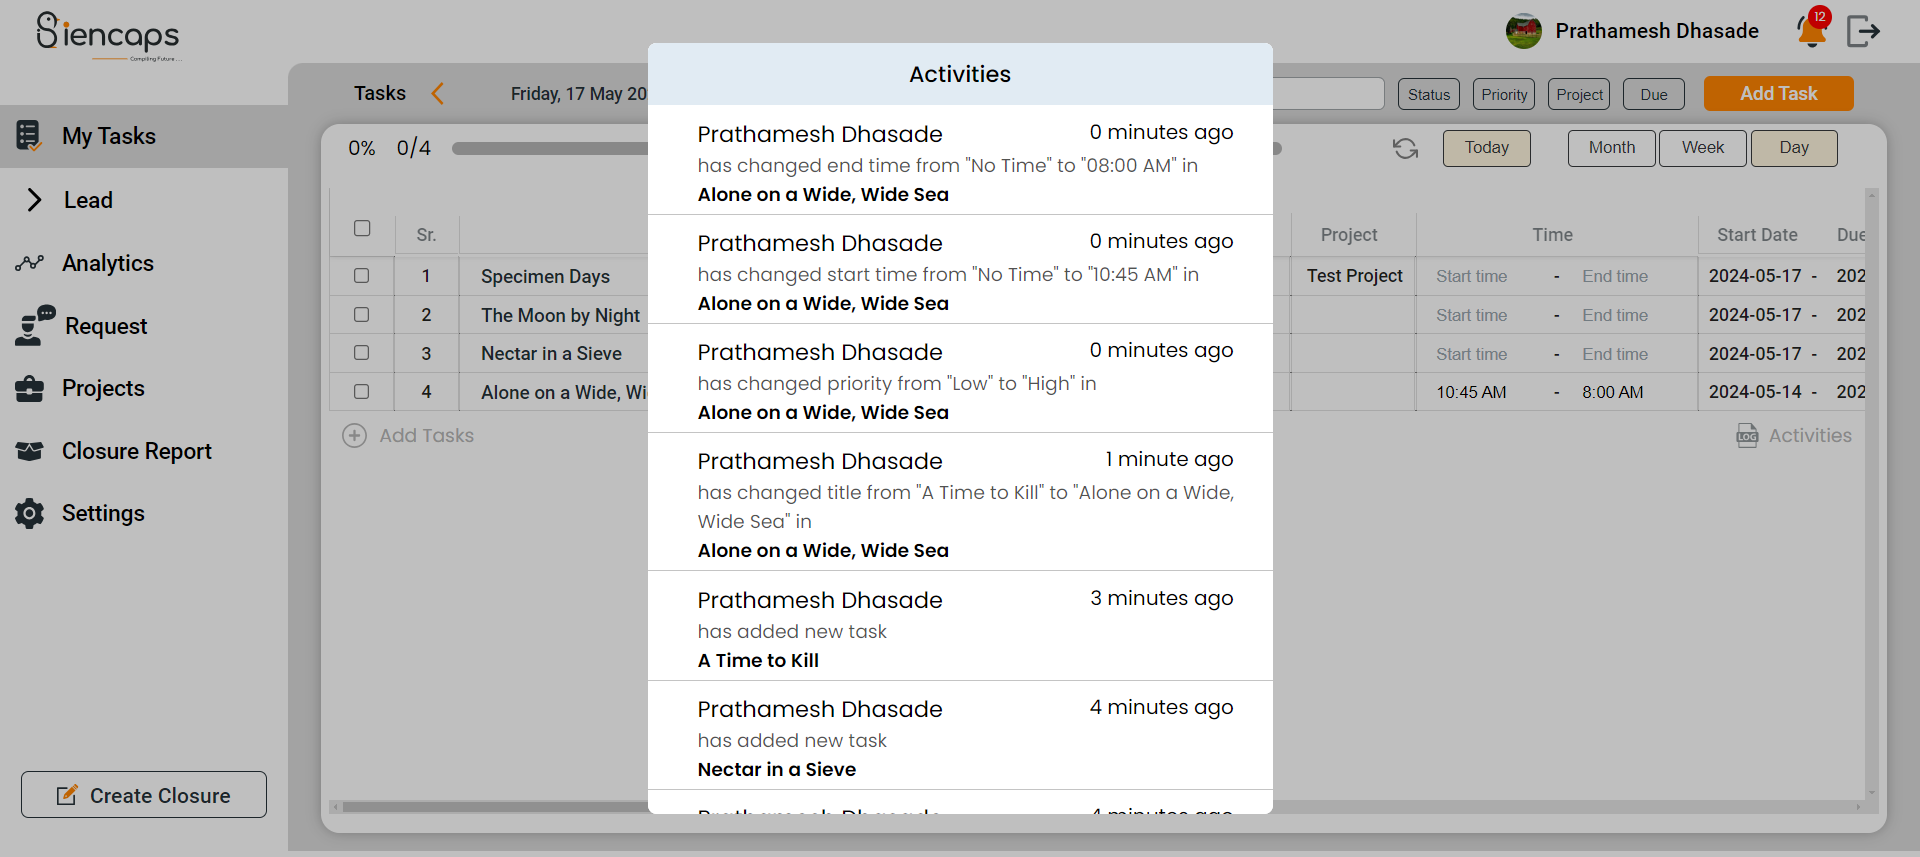 Siencaps
Compiling Future ...
Prathamesh Dhasade
12
Tasks
Friday, 17 May 20
Status
Priority
Project
Due
Add Task
My Tasks
Lead
Analytics
Request
Projects
Closure Report
Settings
Create Closure
0%
0/4
Today
Month
Week
Day
Sr.
Project
Time
Start Date
Due
1
Specimen Days
Test Project
Start time - End time
2024-05-17 - 202
2
The Moon by Night
Start time - End time
2024-05-17 - 202
3
Nectar in a Sieve
Start time - End time
2024-05-17 - 202
4
Alone on a Wide, Wi
10:45 AM - 8:00 AM
2024-05-14 - 202
Add Tasks
LOG
Activities
Activities
Prathamesh Dhasade
0 minutes ago
has changed end time from "No Time" to "08:00 AM" in
Alone on a Wide, Wide Sea
Prathamesh Dhasade
0 minutes ago
has changed start time from "No Time" to "10:45 AM" in
Alone on a Wide, Wide Sea
Prathamesh Dhasade
0 minutes ago
has changed priority from "Low" to "High" in
Alone on a Wide, Wide Sea
Prathamesh Dhasade
1 minute ago
has changed title from "A Time to Kill" to "Alone on a Wide,
Wide Sea" in
Alone on a Wide, Wide Sea
Prathamesh Dhasade
3 minutes ago
has added new task
A Time to Kill
Prathamesh Dhasade
4 minutes ago
has added new task
Nectar in a Sieve
Prathamesh Dhasade
4 minutes ago